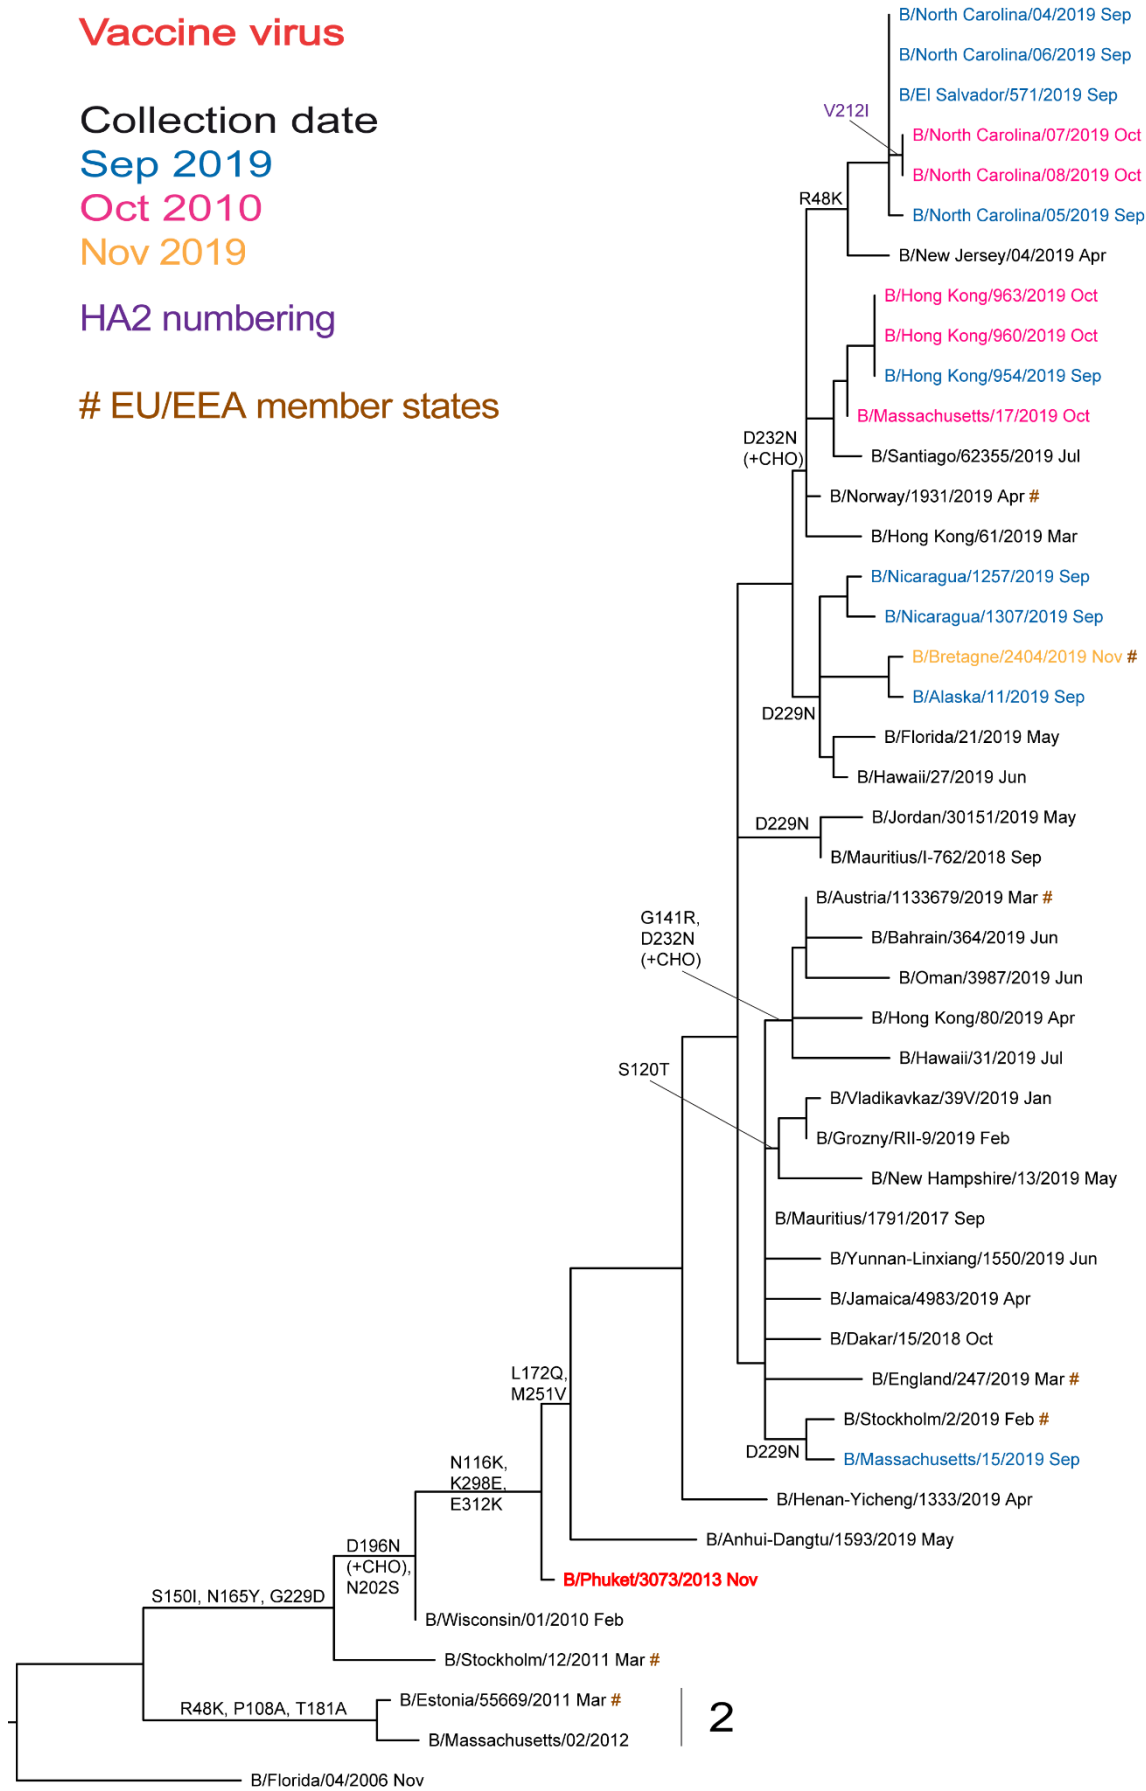 Vaccine virus
Collection date
Sep 2019
Oct 2010
Nov 2019
HA2 numbering
# EU/EEA member states
B/North Carolina/04/2019 Sep
B/North Carolina/06/2019 Sep
B/El Salvador/571/2019 Sep
V212I
B/North Carolina/07/2019 Oct
B/North Carolina/08/2019 Oct
R48K
B/North Carolina/05/2019 Sep
B/New Jersey/04/2019 Apr
B/Hong Kong/963/2019 Oct
B/Hong Kong/960/2019 Oct
B/Hong Kong/954/2019 Sep
B/Massachusetts/17/2019 Oct
D232N
(+CHO)
B/Santiago/62355/2019 Jul
B/Norway/1931/2019 Apr #
B/Hong Kong/61/2019 Mar
B/Nicaragua/1257/2019 Sep
B/Nicaragua/1307/2019 Sep
B/Bretagne/2404/2019 Nov #
B/Alaska/11/2019 Sep
D229N
B/Florida/21/2019 May
B/Hawaii/27/2019 Jun
D229N
B/Jordan/30151/2019 May
B/Mauritius/I-762/2018 Sep
B/Austria/1133679/2019 Mar #
G141R,
D232N
(+CHO)
B/Bahrain/364/2019 Jun
B/Oman/3987/2019 Jun
B/Hong Kong/80/2019 Apr
B/Hawaii/31/2019 Jul
S120T
B/Vladikavkaz/39V/2019 Jan
B/Grozny/RII-9/2019 Feb
B/New Hampshire/13/2019 May
B/Mauritius/1791/2017 Sep
B/Yunnan-Linxiang/1550/2019 Jun
B/Jamaica/4983/2019 Apr
B/Dakar/15/2018 Oct
B/England/247/2019 Mar #
L172Q,
M251V
B/Stockholm/2/2019 Feb #
D229N
B/Massachusetts/15/2019 Sep
N116K,
K298E,
E312K
B/Henan-Yicheng/1333/2019 Apr
B/Anhui-Dangtu/1593/2019 May
D196N
(+CHO),
N202S
B/Phuket/3073/2013 Nov
S150I, N165Y, G229D
B/Wisconsin/01/2010 Feb
B/Stockholm/12/2011 Mar #
R48K, P108A, T181A
B/Estonia/55669/2011 Mar #
2
B/Massachusetts/02/2012
B/Florida/04/2006 Nov